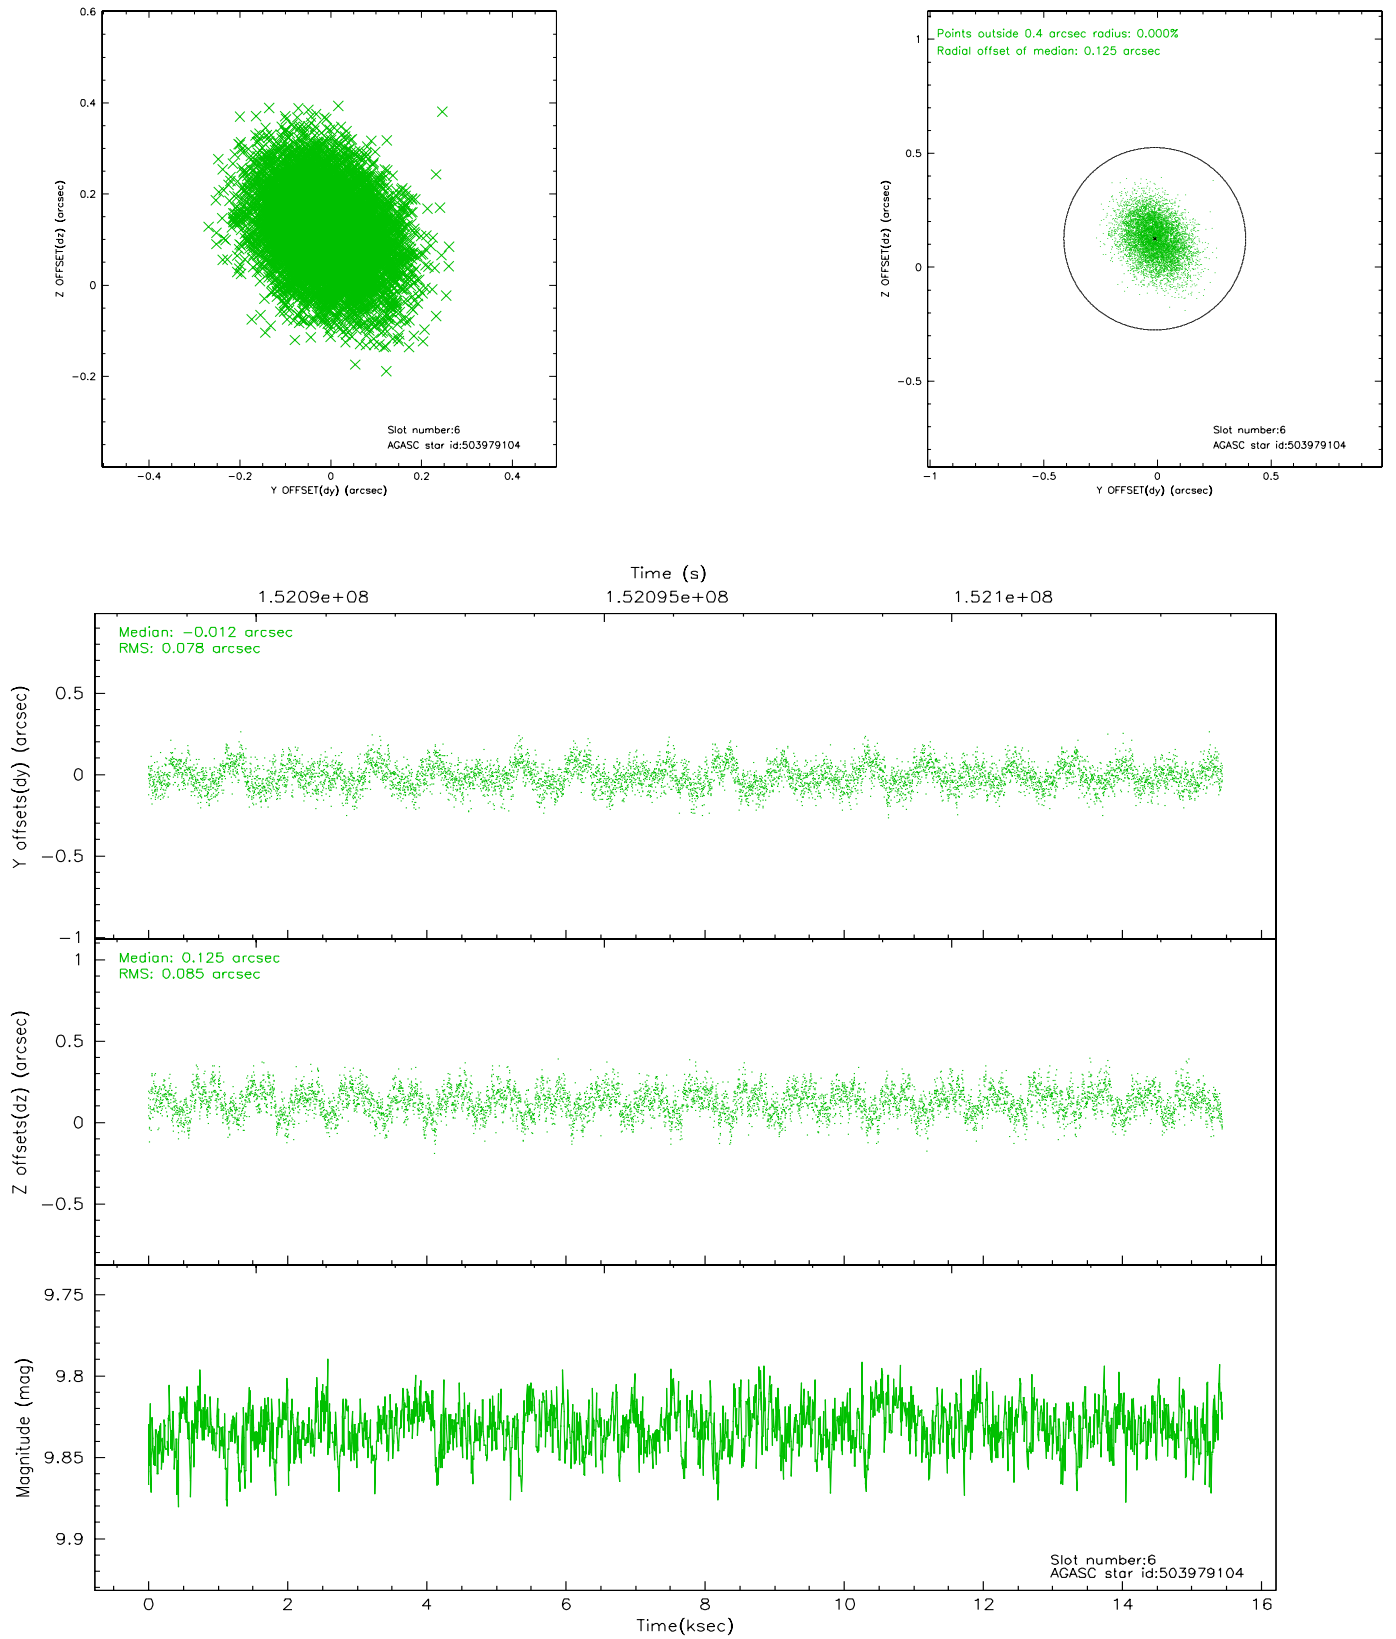 0.6
0.4
0.2
0
−0.2
−0.4
−0.2
0
0.2
0.4
Z OFFSET(dz) (arcsec)
Y OFFSET(dy) (arcsec)
Slot number:6
AGASC star id:503979104
Points outside 0.4 arcsec radius: 0.000%
Radial offset of median: 0.125 arcsec
1
0.5
0
−0.5
−1
−0.5
0
0.5
Z OFFSET(dz) (arcsec)
Y OFFSET(dy) (arcsec)
Slot number:6
AGASC star id:503979104
Time (s)
1.5209e+08
1.52095e+08
1.521e+08
Median: −0.012 arcsec
RMS: 0.078 arcsec
0.5
0
−0.5
−1
Y offsets(dy) (arcsec)
Median: 0.125 arcsec
RMS: 0.085 arcsec
1
0.5
0
−0.5
Z offsets(dz) (arcsec)
9.75
9.8
9.85
9.9
Magnitude (mag)
Slot number:6
AGASC star id:503979104
0
2
4
6
8
10
12
14
16
Time(ksec)